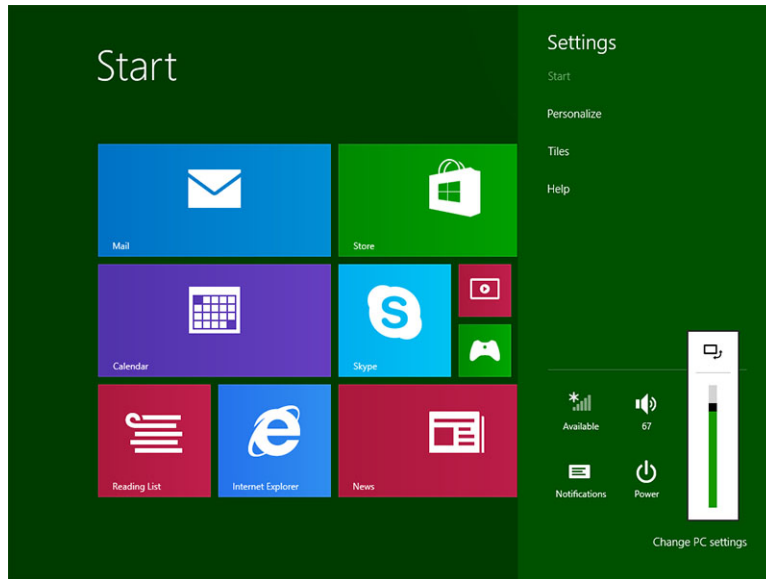 Start
Settings
Start
Personalize
Tiles
Help
Mail
Store
Calendar
Skype
Reading List
Internet Explorer
News
Available
67
Notifications
Power
Change PC settings